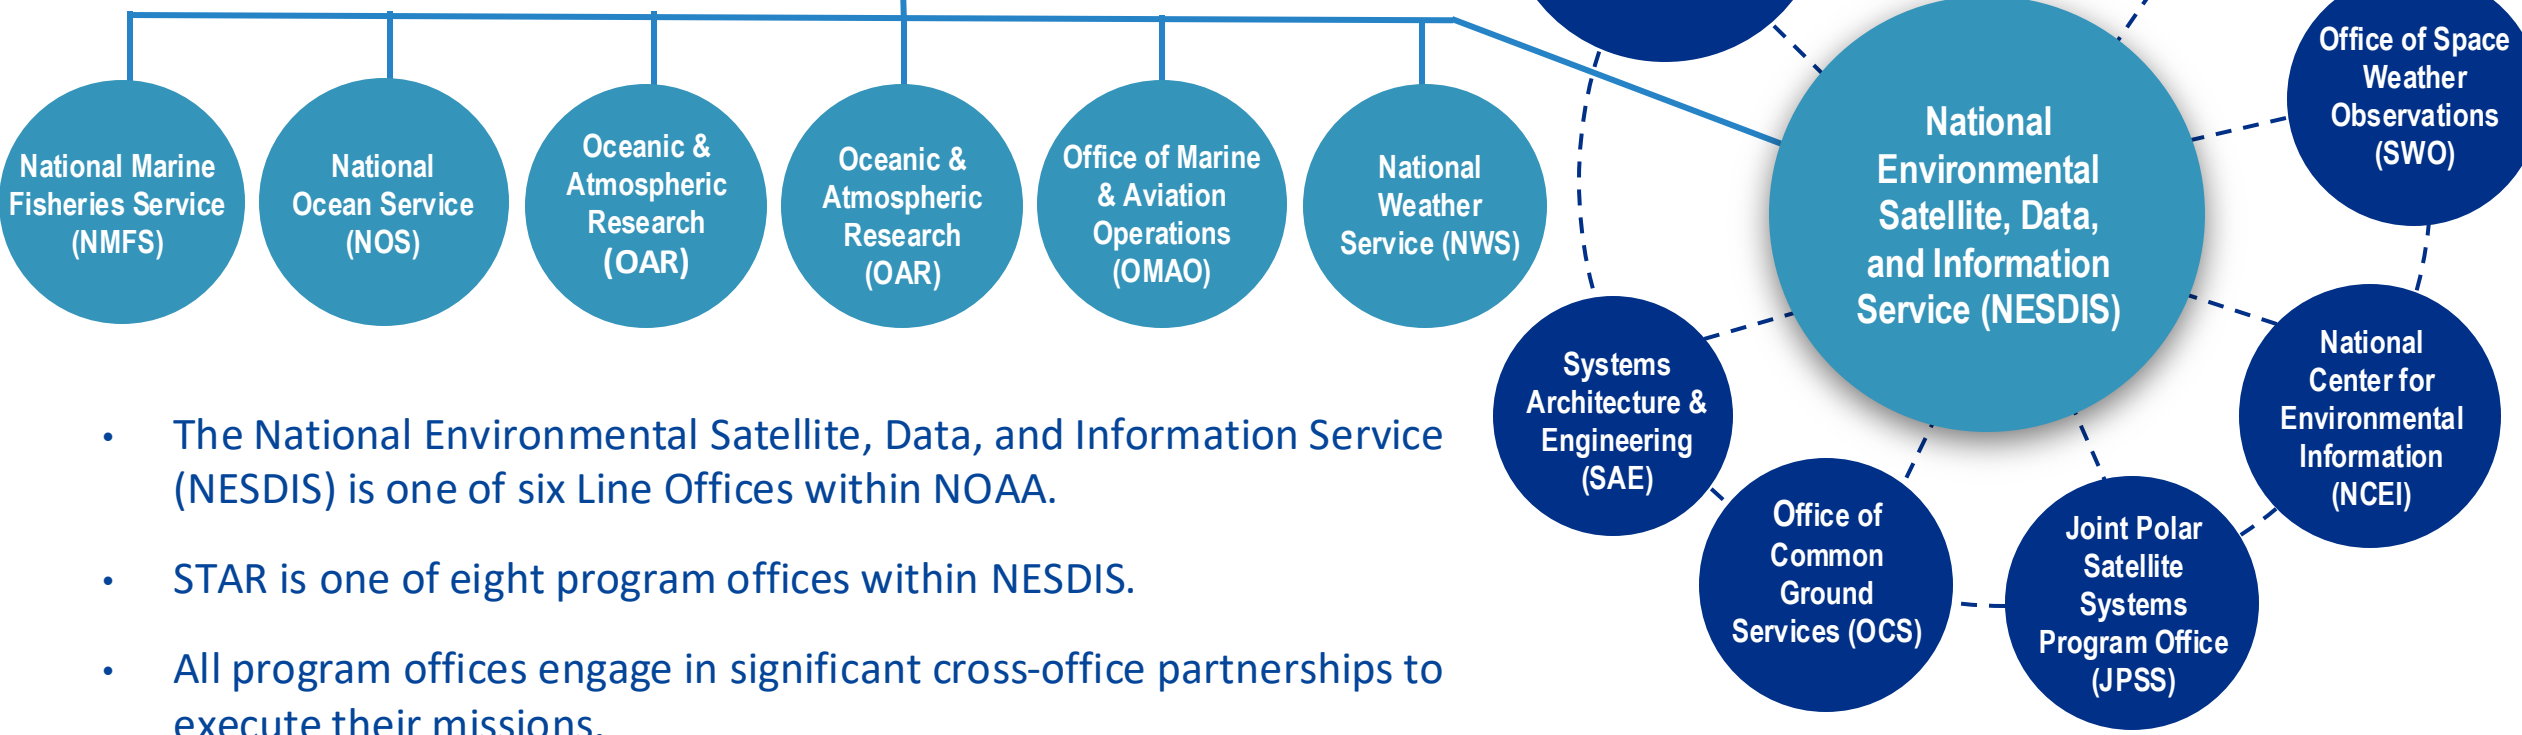 National Marine
Fisheries Service
(NMFS)
National
Ocean Service
(NOS)
Oceanic &
Atmospheric
Research
(OAR)
Oceanic &
Atmospheric
Research
(OAR)
Office of Marine
& Aviation
Operations
(OMAO)
National
Weather
Service (NWS)
National
Environmental
Satellite, Data,
and Information
Service (NESDIS)
Office of Space
Weather
Observations
(SWO)
National
Center for
Environmental
Information
(NCEI)
Joint Polar
Satellite
Systems
Program Office
(JPSS)
Office of
Common
Ground
Services (OCS)
Systems
Architecture &
Engineering
(SAE)
• The National Environmental Satellite, Data, and Information Service
(NESDIS) is one of six Line Offices within NOAA.
• STAR is one of eight program offices within NESDIS.
• All program offices engage in significant cross-office partnerships to
execute their missions.